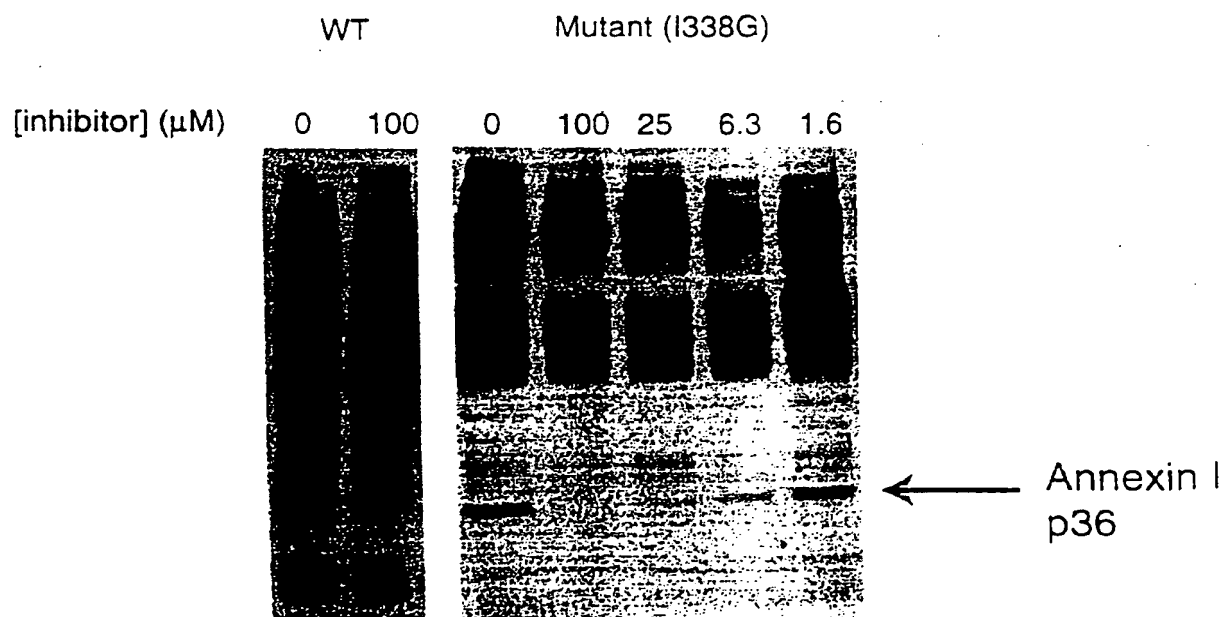 WT Mutant (I338G)
[inhibitor] (μM) 0 100 0 100 25 6.3 1.6
Annexin I
p36